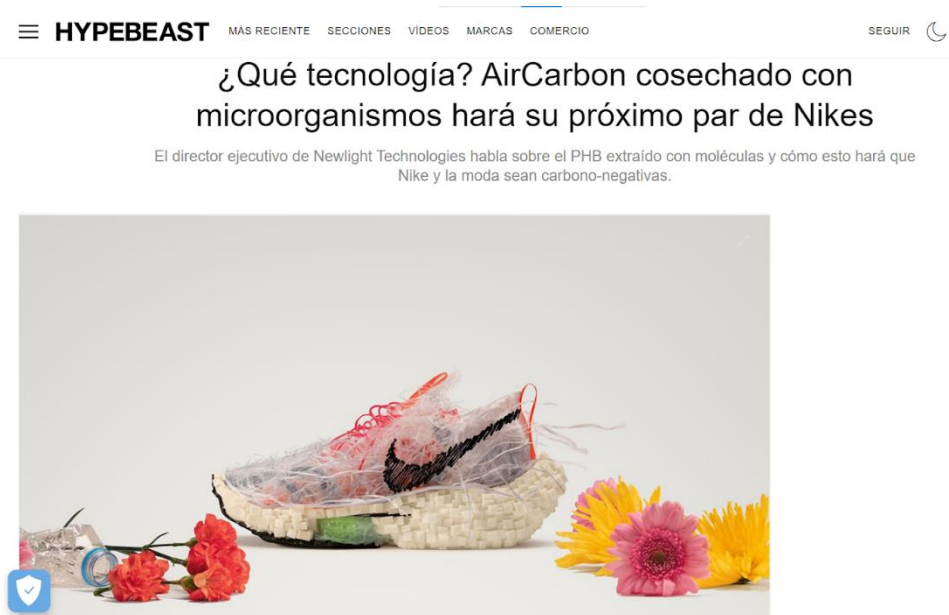 HYPEBEAST MÁS RECIENTE SECCIONES VÍDEOS MARCAS COMERCIO SEGUIR
¿Qué tecnología? AirCarbon cosechado con
microorganismos hará su próximo par de Nikes
El director ejecutivo de Newlight Technologies habla sobre el PHB extraído con moléculas y cómo esto hará que
Nike y la moda sean carbono-negativas.